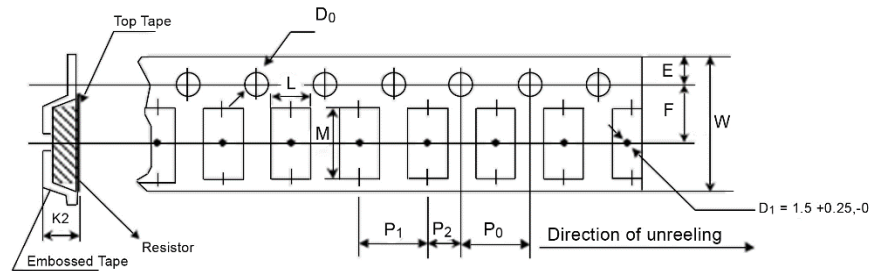 Top Tape
D0
L
E
F
W
M
K2
P1
P2
P0
D1 = 1.5 +0.25,-0
Direction of unreeling
Resistor
Embossed Tape